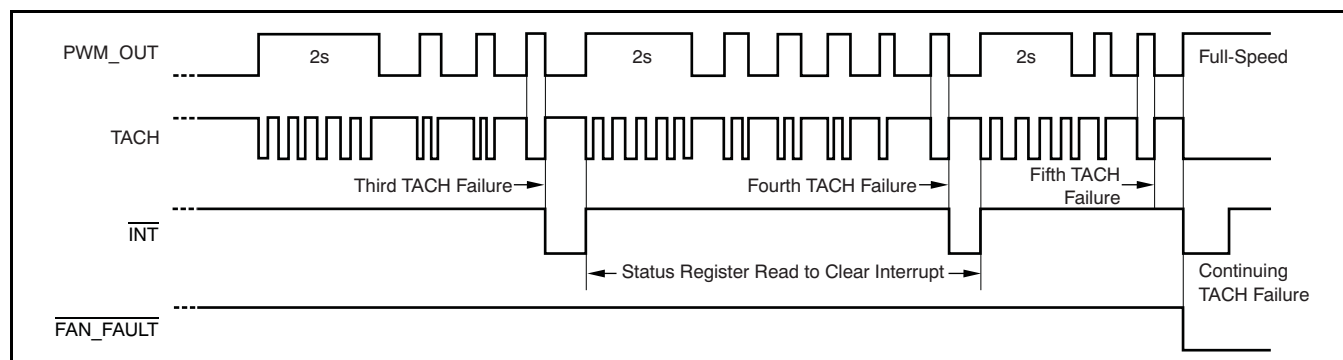 PWM_OUT
2s
2s
2s
Full-Speed
TACH
Third TACH Failure
Fourth TACH Failure
Fifth TACH
Failure
INT
Status Register Read to Clear Interrupt
Continuing
TACH Failure
FAN_FAULT